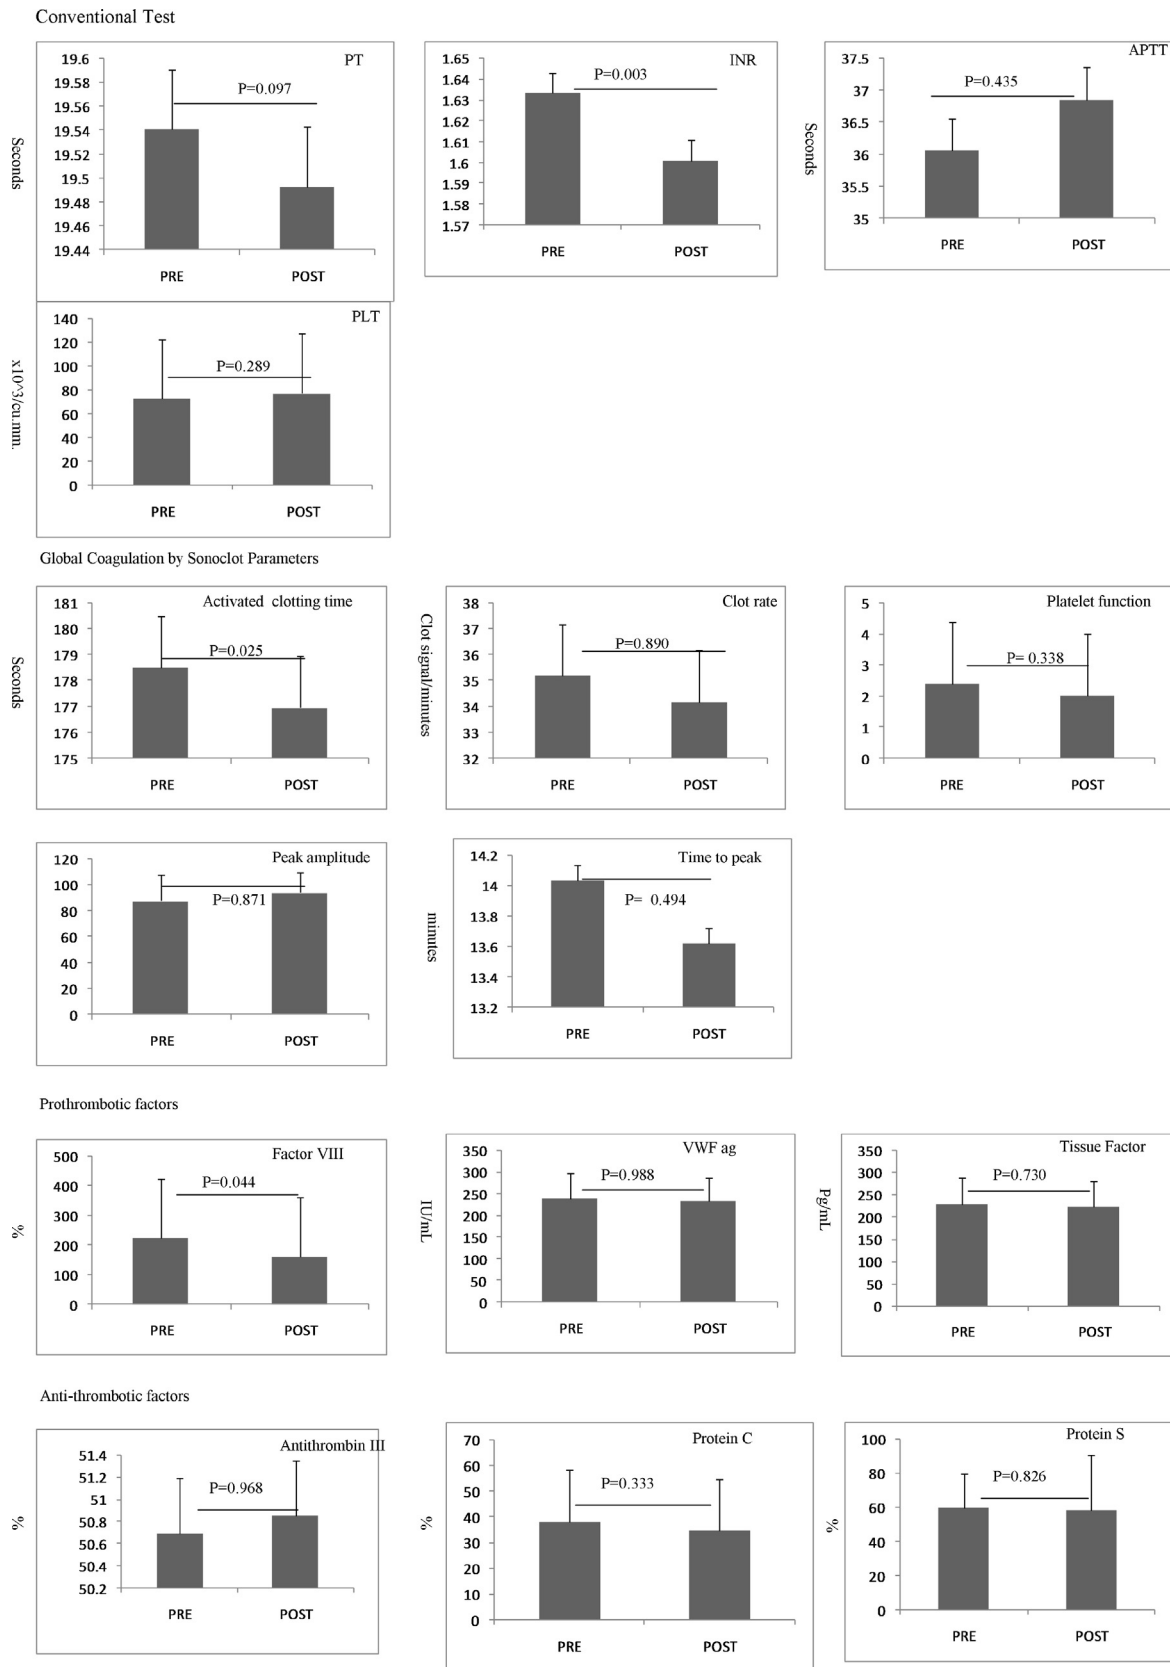 Conventional Test
PT
Seconds
19.6
19.58
19.56
19.54
19.52
19.5
19.48
19.46
19.44
P=0.097
PRE POST
INR
1.65
1.64
1.63
1.62
1.61
1.6
1.59
1.58
1.57
P=0.003
PRE POST
APTT
Seconds
37.5
37
36.5
36
35.5
35
P=0.435
PRE POST
PLT
x10^3/cu.mm.
140
120
100
80
60
40
20
0
P=0.289
PRE POST
Global Coagulation by Sonoclot Parameters
Activated clotting time
Seconds
181
180
179
178
177
176
175
P=0.025
PRE POST
Clot rate
Clot signal/minutes
38
37
36
35
34
33
32
P=0.890
PRE POST
Platelet function
5
4
3
2
1
0
P= 0.338
PRE POST
Peak amplitude
120
100
80
60
40
20
0
P=0.871
PRE POST
Time to peak
minutes
14.2
14
13.8
13.6
13.4
13.2
P= 0.494
PRE POST
Prothrombotic factors
Factor VIII
%
500
400
300
200
100
0
P=0.044
PRE POST
VWF ag
IU/mL
350
300
250
200
150
100
50
0
P=0.988
PRE POST
Tissue Factor
Pg/mL
350
300
250
200
150
100
50
0
P=0.730
PRE POST
Anti-thrombotic factors
Antithrombin III
%
51.4
51.2
51
50.8
50.6
50.4
50.2
P=0.968
PRE POST
Protein C
%
70
60
50
40
30
20
10
0
P=0.333
PRE POST
Protein S
%
100
80
60
40
20
0
P=0.826
PRE POST